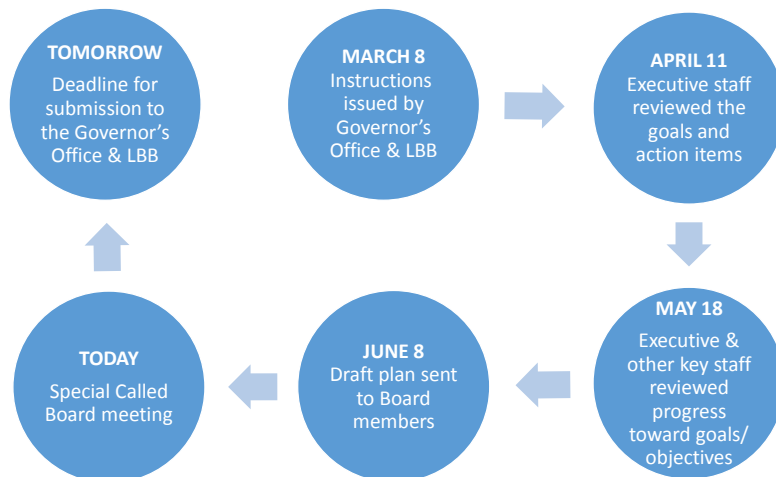 TOMORROW
Deadline for
submission to
the Governor’s
Office & LBB
MARCH 8
Instructions
issued by
Governor’s
Office & LBB
APRIL 11
Executive staff
reviewed the
goals and
action items
TODAY
Special Called
Board meeting
JUNE 8
Draft plan sent
to Board
members
MAY 18
Executive &
other key staff
reviewed
progress
toward goals/
objectives